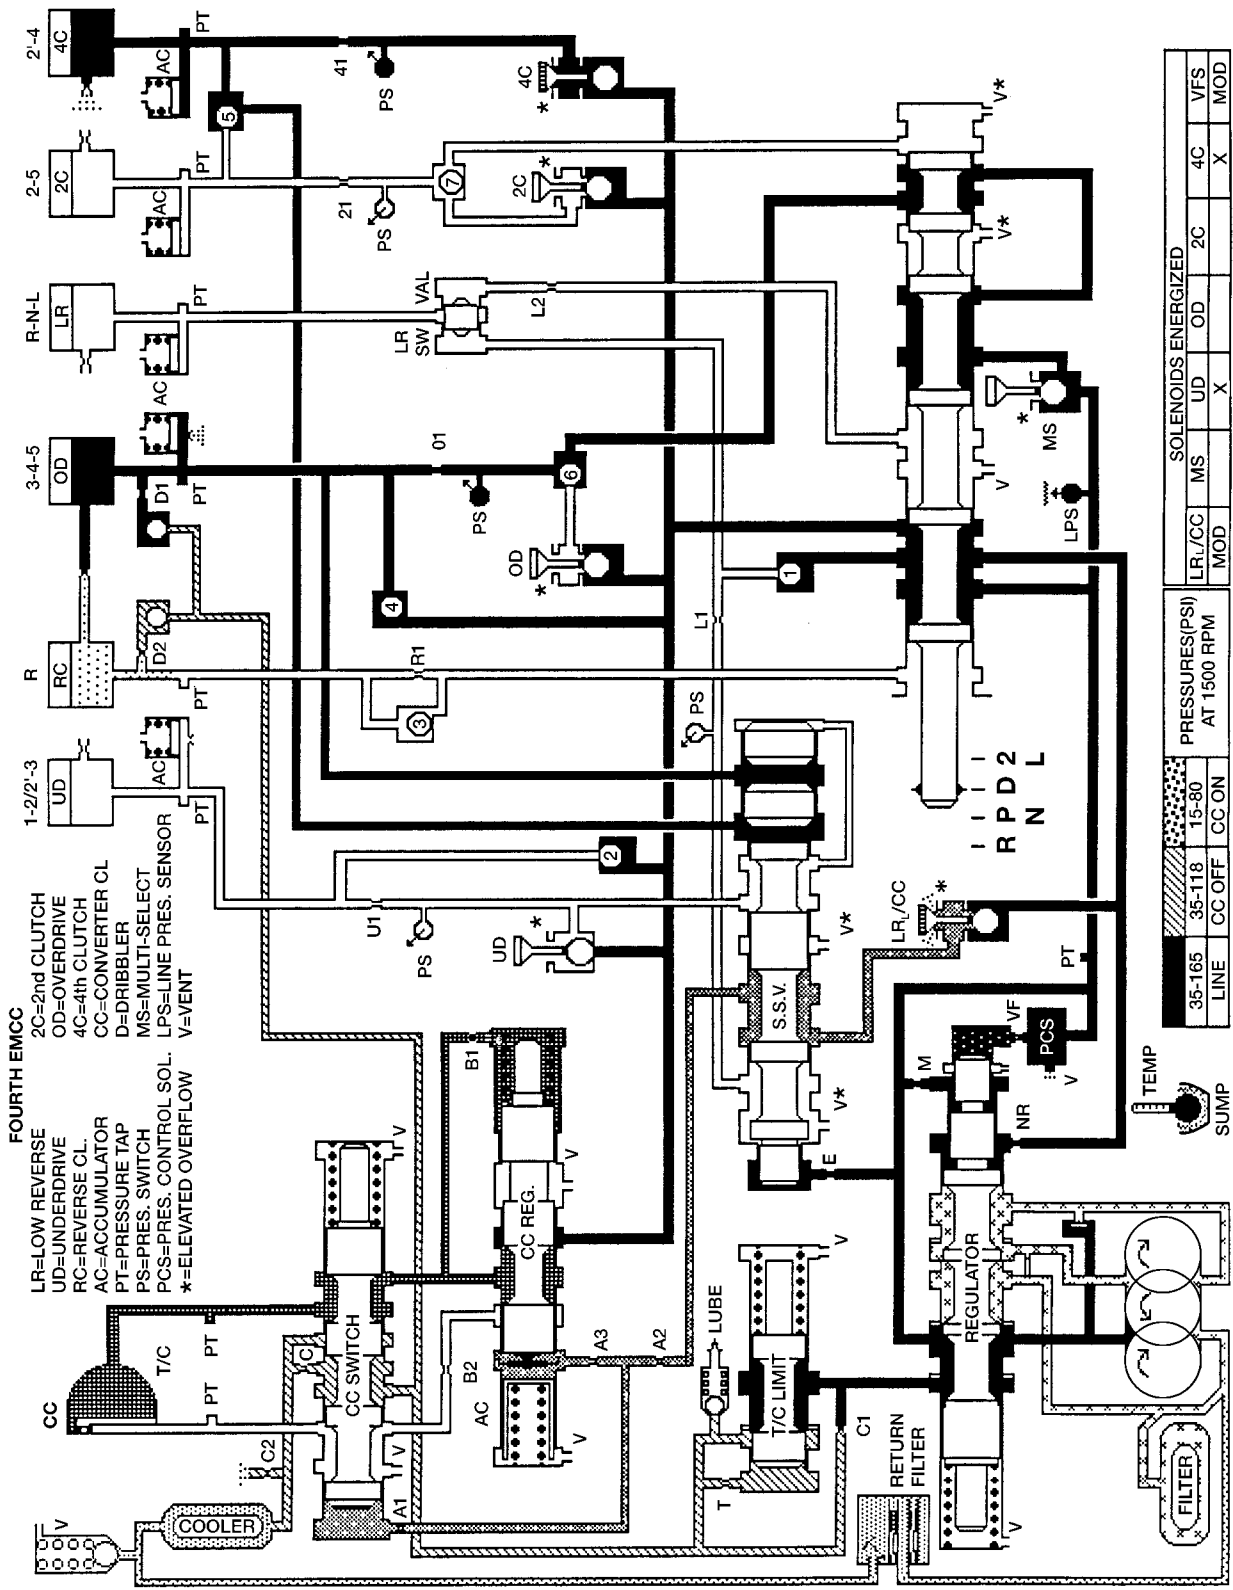 FOURTH EMCC
LR=LOW REVERSE
UD=UNDERDRIVE
RC=REVERSE CL.
AC=ACCUMULATOR
PT=PRESSURE TAP
PS=PRES. SWITCH
PCS=PRES. CONTROL SOL.
*=ELEVATED OVERFLOW
2C=2nd CLUTCH
OD=OVERDRIVE
4C=4th CLUTCH
CC=CONVERTER CL
D=DRIBBLER
MS=MULTI-SELECT
LPS=LINE PRES. SENSOR
V=VENT
1-2/2'-3
UD
R
RC
3-4-5
OD
R-N-L
LR
2-5
2C
2'-4
4C
AC
PT
PT
D2
D1
PT
AC
AC
PT
AC
PT
AC
PT
CC
T/C
PT
PT
V
COOLER
C2
C
CC SWITCH
V
V
A1
B1
CC REG.
V
B2
AC
V
A3
A2
U1
PS
UD
*
2
3
R1
4
5
6
7
1
01
PS
OD
*
LR
SW
VAL
L2
L1
PS
21
PS
2C
*
41
PS
4C
*
LUBE
T
T/C LIMIT
V
C1
RETURN
FILTER
E
V*
S.S.V.
V*
LRL/CC
*
R P D 2
N L
V
V*
V*
MS
*
LPS
PT
M
VF
PCS
V
NR
REGULATOR
V
FILTER
TEMP
SUMP
35-165
35-118
15-80
PRESSURES(PSI)
AT 1500 RPM
LINE
CC OFF
CC ON
SOLENOIDS ENERGIZED
LRL/CC
MS
UD
OD
2C
4C
VFS
MOD
X
X
MOD